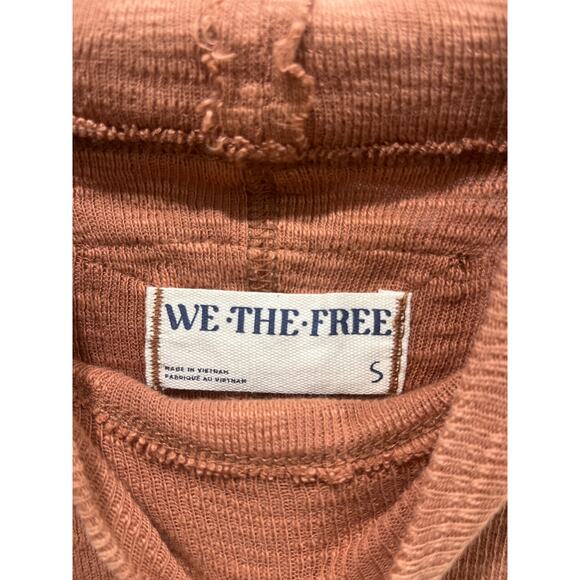 WE·THE·FREE
MADE IN VIETNAM
FABRIQUÉ AU VIETNAM
S